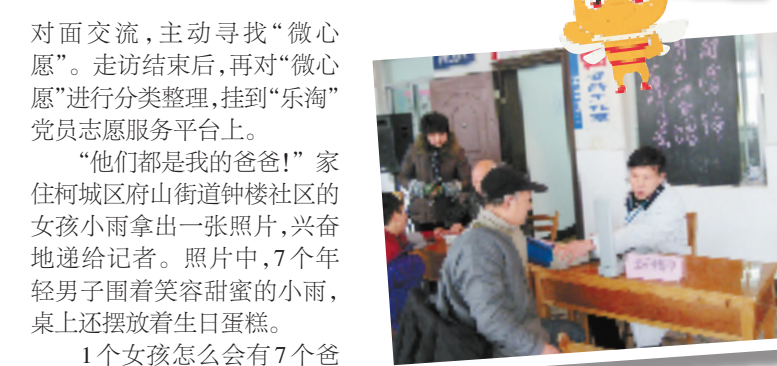 对面交流，主动寻找“微心
愿”。走访结束后，再对“微心
愿”进行分类整理，挂到“乐淘”
党员志愿服务平台上。
“他们都是我的爸爸！”家
住柯城区府山街道钟楼社区的
女孩小雨拿出一张照片，兴奋
地递给记者。照片中，7个年
轻男子围着笑容甜蜜的小雨，
桌上还摆放着生日蛋糕。
1个女孩怎么会有7个爸